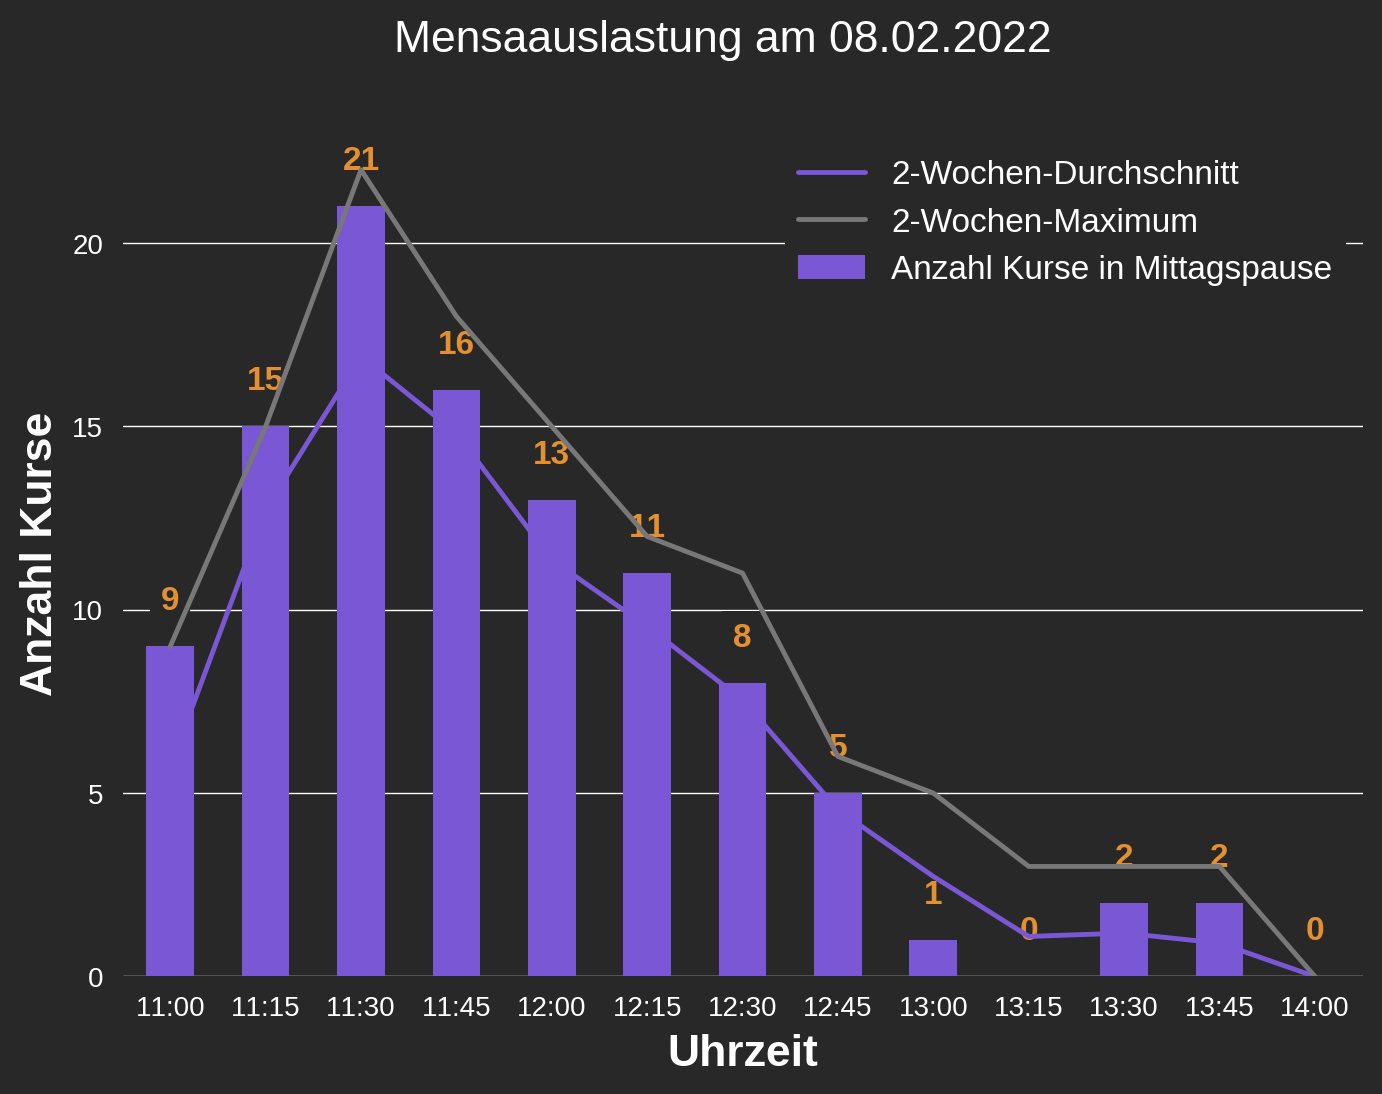 Mensaauslastung am 08.02.2022
2-Wochen-Durchschnitt
2-Wochen-Maximum
Anzahl Kurse in Mittagspause
Anzahl Kurse
20
15
10
5
0
9
15
21
16
13
11
8
5
1
0
2
2
0
11:00 11:15 11:30 11:45 12:00 12:15 12:30 12:45 13:00 13:15 13:30 13:45 14:00
Uhrzeit